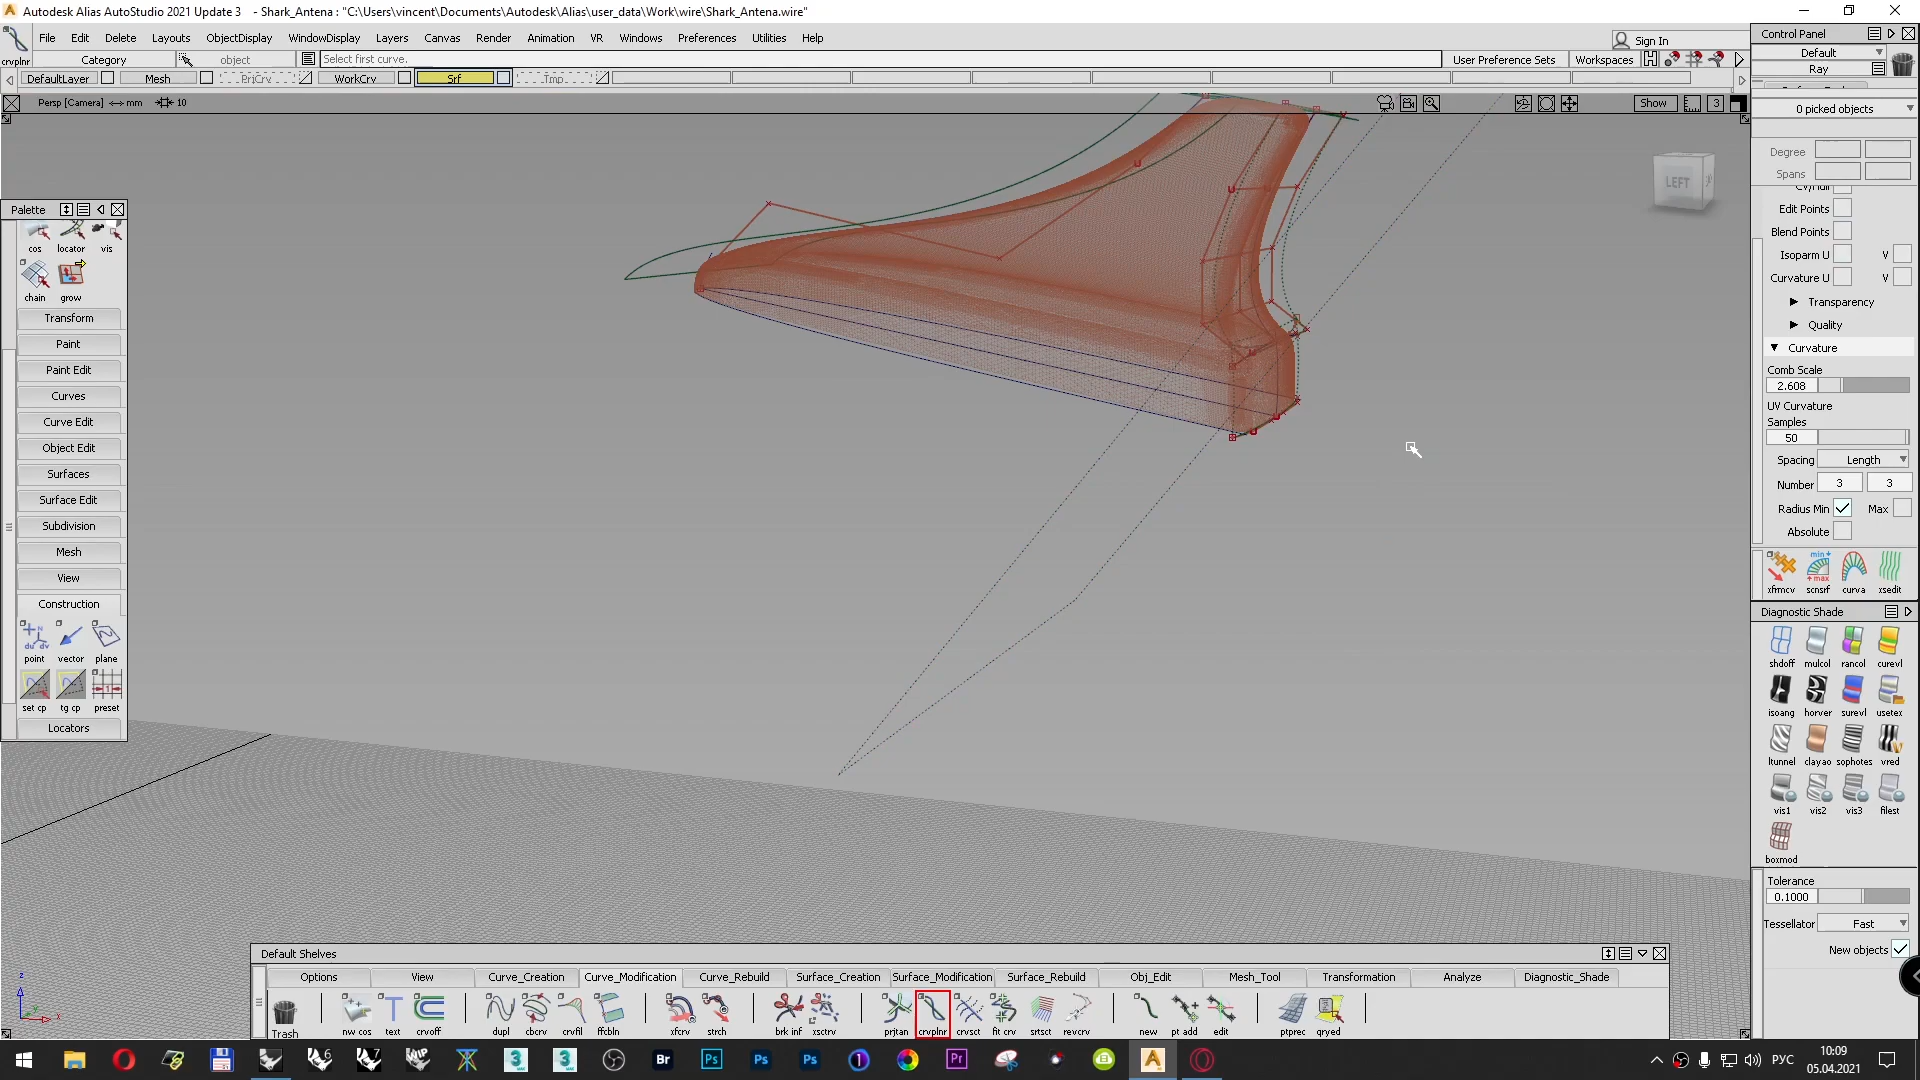 Autodesk Alias AutoStudio 2021 Update 3    - Shark_Antena : "C:\Users\vincent\Documents\Autodesk\Alias\user_data\Work\wire\Shark_Antena.wire"
crvplnr
File Edit Delete Layouts ObjectDisplay WindowDisplay Layers Canvas Render Animation VR Windows Preferences Utilities Help
Sign In
Category object Select first curve. User Preference Sets Workspaces
DefaultLayer Mesh PrjCrv WorkCrv Srf Tmp
Persp [Camera] mm 10 Show 3
LEFT
Palette
cos locator vis
chain grow
Transform
Paint
Paint Edit
Curves
Curve Edit
Object Edit
Surfaces
Surface Edit
Subdivision
Mesh
View
Construction
point vector plane
set cp tg cp preset
Locators
Control Panel
Default
Ray
0 picked objects
Degree
Spans
Edit Points
Blend Points
Isoparm U V
Curvature U V
Transparency
Quality
Curvature
Comb Scale
2.608
UV Curvature
Samples
50
Spacing Length
Number 3 3
Radius Min Max
Absolute
xfrmcv scnsrf curva xsedit
Diagnostic Shade
shdoff mulcol rancol curevl
isoang horver surevl usetex
ltunnel clayao sophotes vred
vis1 vis2 vis3 filest
boxmod
Tolerance
0.1000
Tessellator Fast
New objects
Default Shelves
Options View Curve_Creation Curve_Modification Curve_Rebuild Surface_Creation Surface_Modification Surface_Rebuild Obj_Edit Mesh_Tool Transformation Analyze Diagnostic_Shade
Trash nw cos text crvoff dupl cbcrv crvfil ffcbln xfcrv strch brk inf xsctrv prjtan crvplnr crvsct fit crv srtsct revcrv new pt add edit ptprec qryed
z
x
Br Ps Ps Ps Pr
РУС
10:09
05.04.2021